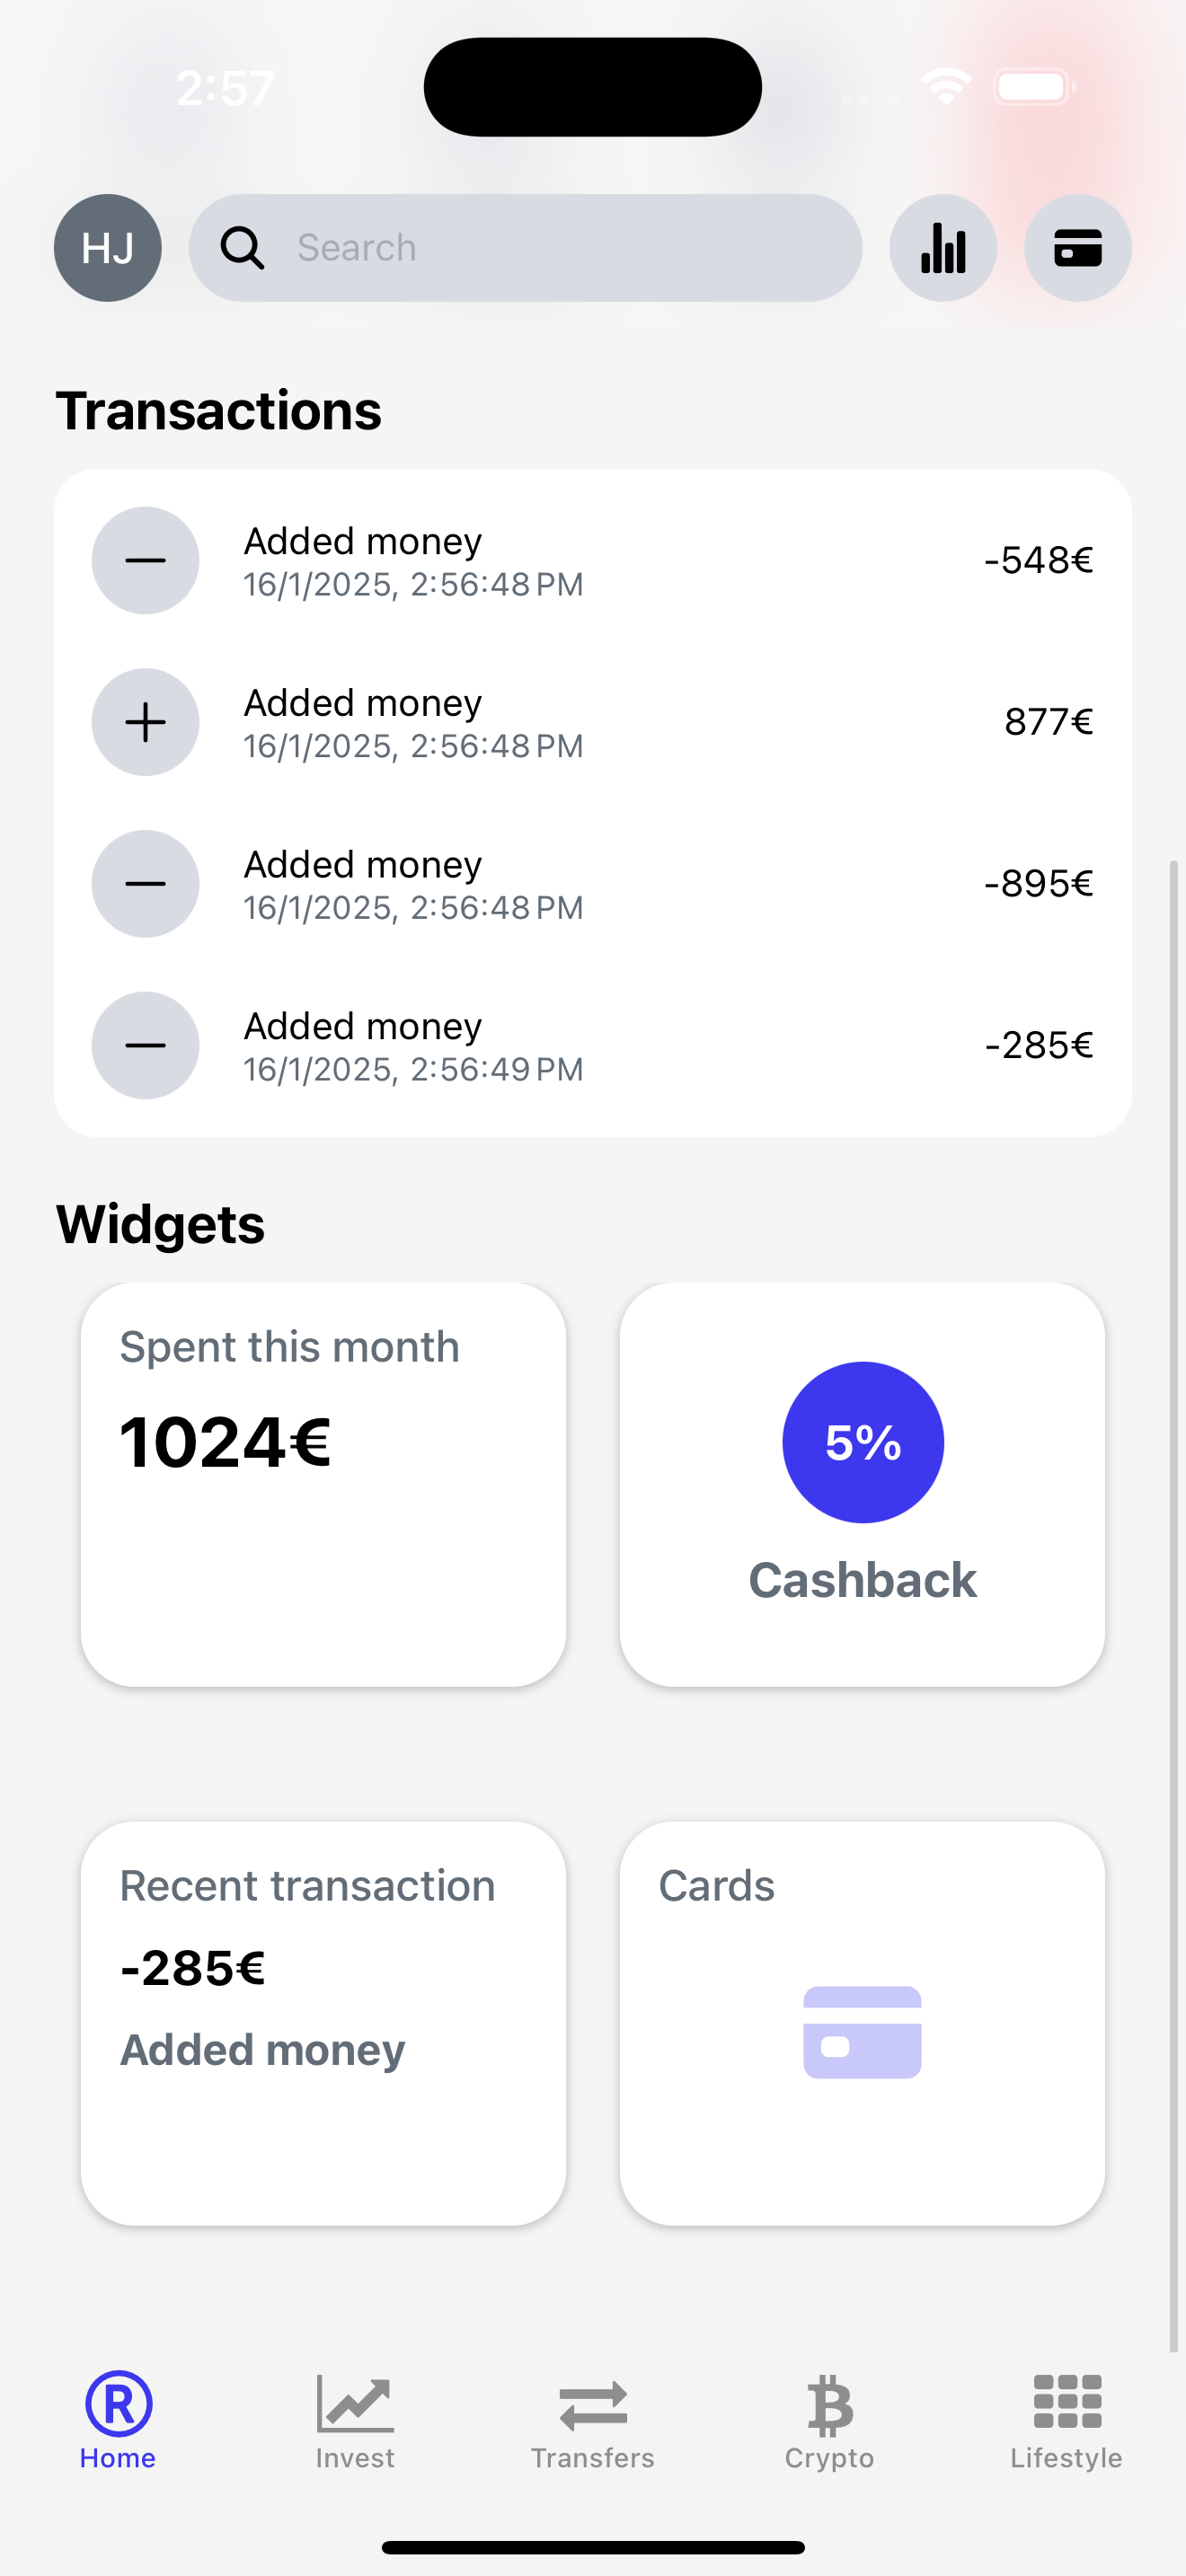 2:57
HJ
Search
Transactions
Added money
16/1/2025, 2:56:48 PM
-548€
Added money
16/1/2025, 2:56:48 PM
877€
Added money
16/1/2025, 2:56:48 PM
-895€
Added money
16/1/2025, 2:56:49 PM
-285€
Widgets
Spent this month
1024€
5%
Cashback
Recent transaction
-285€
Added money
Cards
R
Home
Invest
Transfers
Crypto
Lifestyle